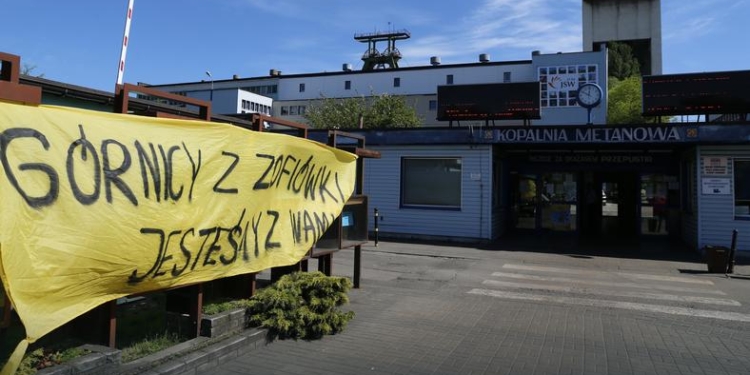 GÓRNICY Z ZOFIÓWKI
JESTEŚMY Z WAMI
JSW
KOPALNIA METANOWA